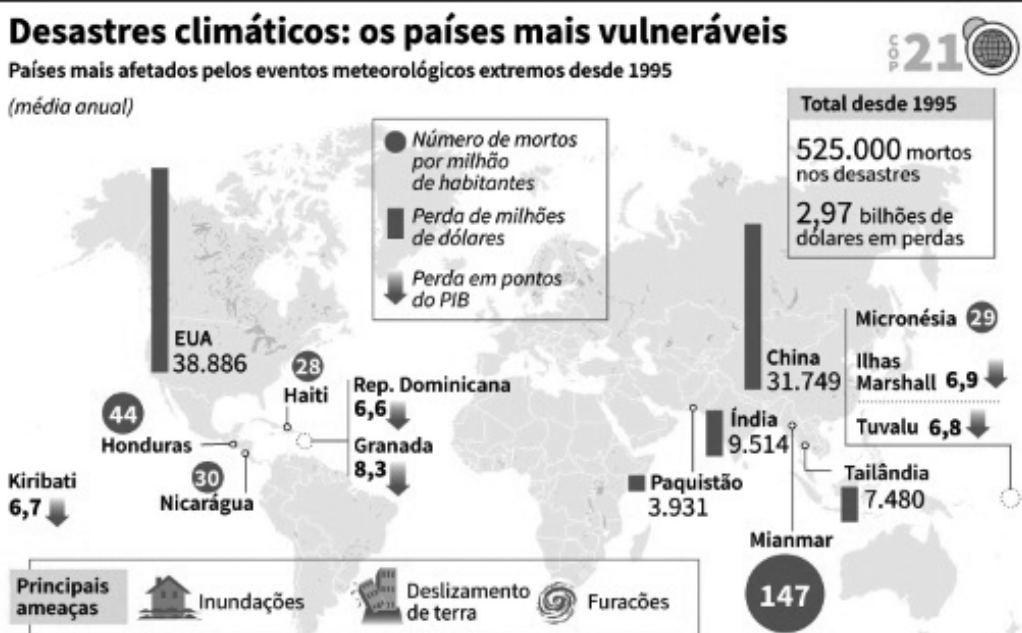 Desastres climáticos: os países mais vulneráveis
COP 21
Países mais afetados pelos eventos meteorológicos extremos desde 1995
(média anual)
Número de mortos
por milhão
de habitantes
Perda de milhões
de dólares
Perda em pontos
do PIB
Total desde 1995
525.000 mortos
nos desastres
2,97 bilhões de
dólares em perdas
EUA
38.886
28
Haiti
44
Honduras
30
Nicarágua
Rep. Dominicana
6,6
Granada
8,3
Kiribati
6,7
China
31.749
Índia
9.514
Paquistão
3.931
Micronésia 29
Ilhas
Marshall 6,9
Tuvalu 6,8
Tailândia
7.480
Mianmar
147
Principais
ameaças
Inundações
Deslizamento
de terra
Furacões